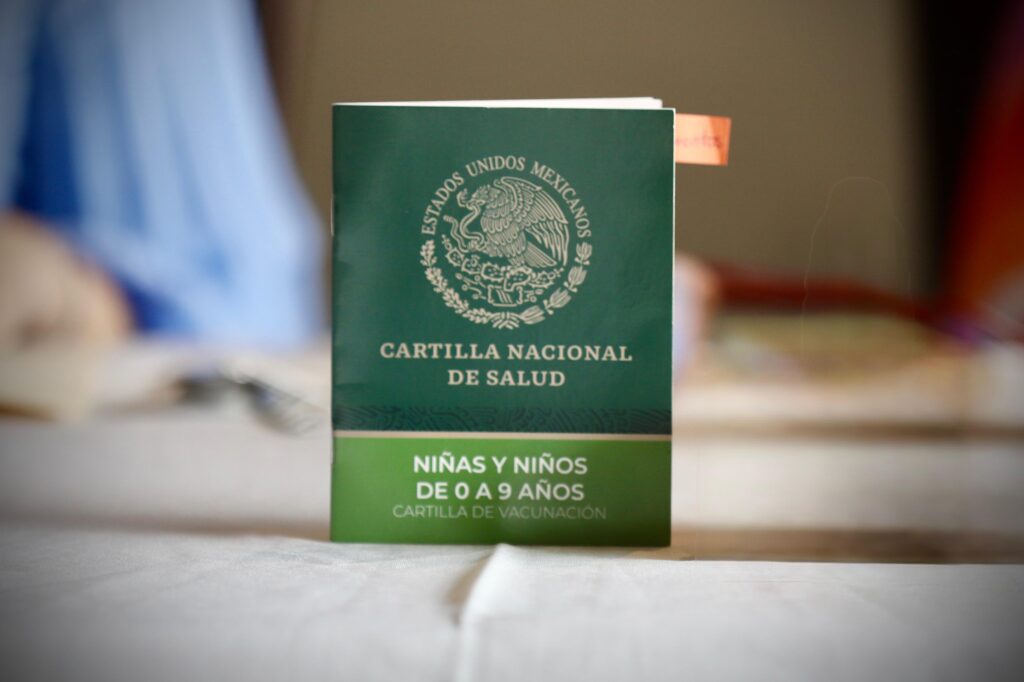 ESTADOS UNIDOS MEXICANOS
CARTILLA NACIONAL
DE SALUD
NIÑAS Y NIÑOS
DE 0 A 9 AÑOS
CARTILLA DE VACUNACIÓN